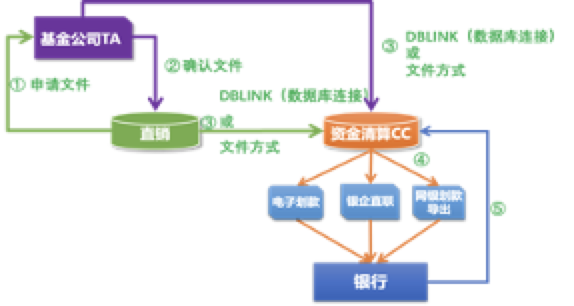 基金公司TA
③ DBLINK（数据库连接）
或
文件方式
① 申请文件
②确认文件
DBLINK（数据库连接）
③ 或
文件方式
直销
资金清算CC
④
电子划款
银企直联
网银划款
导出
⑤
银行